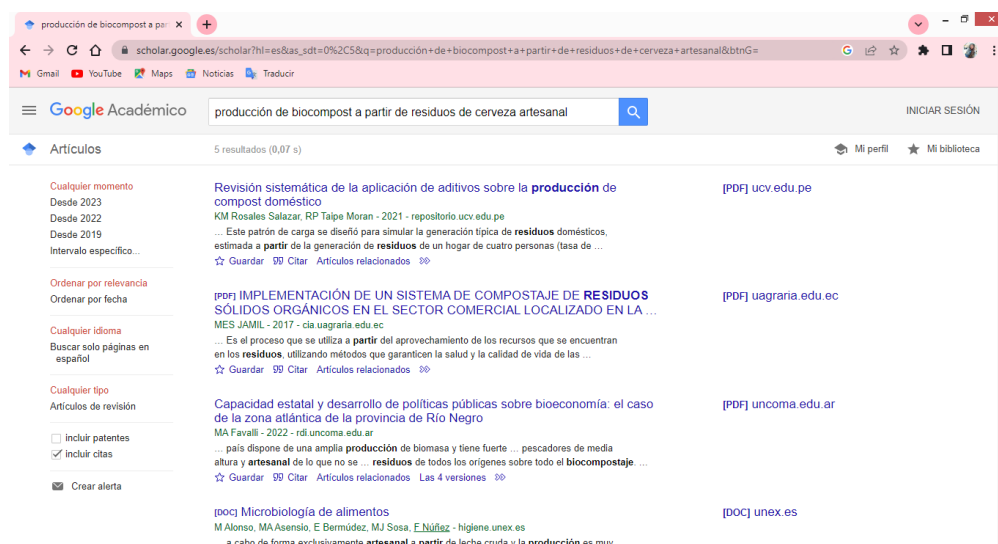 producción de biocompost a par
scholar.google.es/scholar?hl=es&as_sdt=0%2C5&q=producción+de+biocompost+a+partir+de+residuos+de+cerveza+artesanal&btnG=
Gmail YouTube Maps Noticias Traducir
Google Académico
producción de biocompost a partir de residuos de cerveza artesanal
INICIAR SESIÓN
Artículos
5 resultados (0,07 s)
Mi perfil
Mi biblioteca
Cualquier momento
Desde 2023
Desde 2022
Desde 2019
Intervalo específico...
Ordenar por relevancia
Ordenar por fecha
Cualquier idioma
Buscar solo páginas en
español
Cualquier tipo
Artículos de revisión
incluir patentes
incluir citas
Crear alerta
Revisión sistemática de la aplicación de aditivos sobre la producción de
compost doméstico
KM Rosales Salazar, RP Taipe Moran - 2021 - repositorio.ucv.edu.pe
... Este patrón de carga se diseñó para simular la generación típica de residuos domésticos,
estimada a partir de la generación de residuos de un hogar de cuatro personas (tasa de ...
Guardar Citar Artículos relacionados
[PDF] ucv.edu.pe
[PDF] IMPLEMENTACIÓN DE UN SISTEMA DE COMPOSTAJE DE RESIDUOS
SÓLIDOS ORGÁNICOS EN EL SECTOR COMERCIAL LOCALIZADO EN LA ...
MES JAMIL - 2017 - cia.uagraria.edu.ec
... Es el proceso que se utiliza a partir del aprovechamiento de los recursos que se encuentran
en los residuos, utilizando métodos que garanticen la salud y la calidad de vida de las ...
Guardar Citar Artículos relacionados
[PDF] uagraria.edu.ec
Capacidad estatal y desarrollo de políticas públicas sobre bioeconomía: el caso
de la zona atlántica de la provincia de Río Negro
MA Favalli - 2022 - rdi.uncoma.edu.ar
... país dispone de una amplia producción de biomasa y tiene fuerte ... pescadores de media
altura y artesanal de lo que no se ... residuos de todos los orígenes sobre todo el biocompostaje. ...
Guardar Citar Artículos relacionados Las 4 versiones
[PDF] uncoma.edu.ar
[DOC] Microbiología de alimentos
M Alonso, MA Asensio, E Bermúdez, MJ Sosa, F Núñez - higiene.unex.es
... a cabo de forma exclusivamente artesanal a partir de leche cruda y la producción es muy
[DOC] unex.es